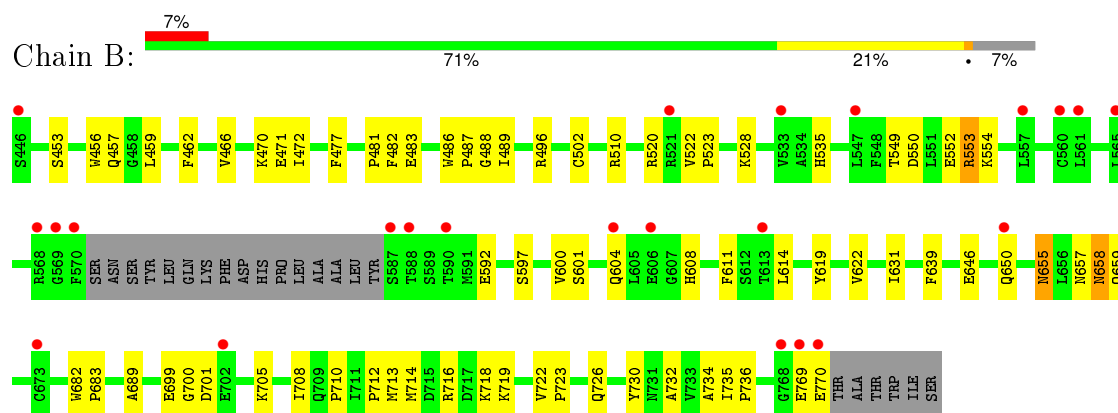 7%
Chain B:
71% 21% • 7%
S446 S453 W456 Q457 G458 L459 F462 V466 K470 E471 I472 F477 P481 F482 E483 W486 P487 G488 I489 R496 C502 R510 R520 R521 V522 P523 K528 V533 A534 H535 L547 F548 T549 D550 L551 E552 R553 K554 L557 C560 L561 L565
R568 G569 F570 SER ASN SER TYR LEU GLN LYS PHE ASP HIS PRO LEU ALA ALA LEU TYR S587 T588 S589 T590 M591 E592 S597 V600 S601 Q604 L605 E606 G607 H608 F611 S612 T613 L614 Y619 V622 I631 F639 E646 Q650 N655 L656 N657 N658 Q659
C673 W682 P683 A689 E699 G700 D701 E702 K705 I708 Q709 P710 I711 P712 M713 M714 D715 R716 D717 K718 K719 V722 P723 Q726 Y730 N731 A732 V733 A734 I735 P736 G768 E769 E770 THR ALA THR TRP ILE SER